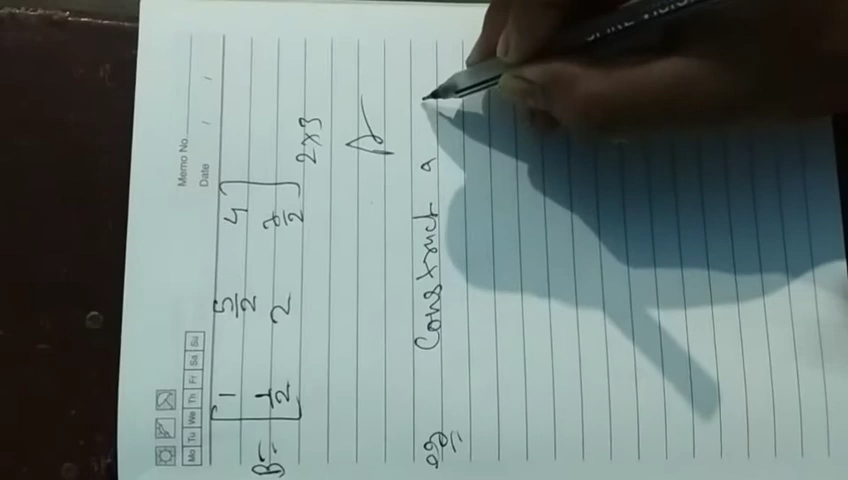 Memo No.
Mo Tu We Th Fr Sa Su
Date / /
B = [ 1 5/2 4
1/2 2 7/2 ] 2×3
eg Construct a